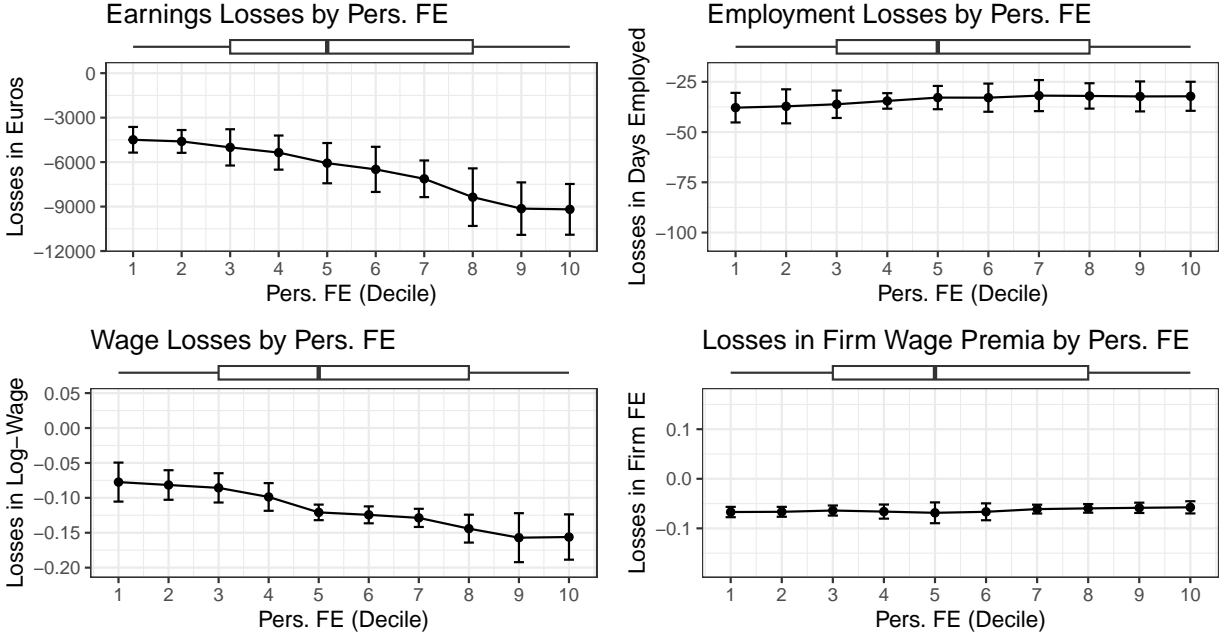 Earnings Losses by Pers. FE
Losses in Euros
0
−3000
−6000
−9000
−12000
1 2 3 4 5 6 7 8 9 10
Pers. FE (Decile)
Employment Losses by Pers. FE
Losses in Days Employed
−25
−50
−75
−100
1 2 3 4 5 6 7 8 9 10
Pers. FE (Decile)
Wage Losses by Pers. FE
Losses in Log−Wage
0.05
0.00
−0.05
−0.10
−0.15
−0.20
1 2 3 4 5 6 7 8 9 10
Pers. FE (Decile)
Losses in Firm Wage Premia by Pers. FE
Losses in Firm FE
0.1
0.0
−0.1
1 2 3 4 5 6 7 8 9 10
Pers. FE (Decile)